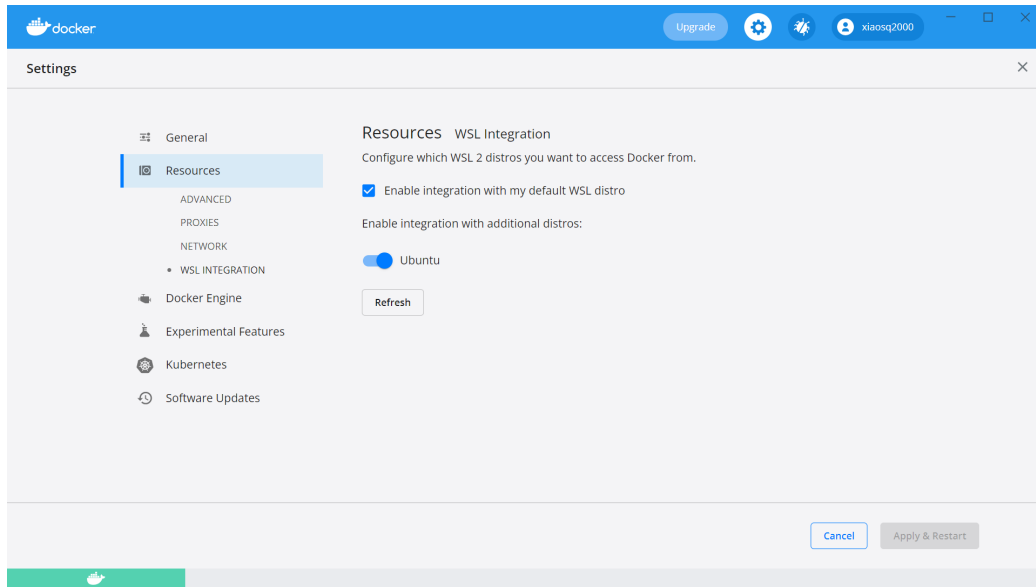 docker
Upgrade
xiaosq2000
Settings
General
Resources
ADVANCED
PROXIES
NETWORK
WSL INTEGRATION
Docker Engine
Experimental Features
Kubernetes
Software Updates
Resources WSL Integration
Configure which WSL 2 distros you want to access Docker from.
Enable integration with my default WSL distro
Enable integration with additional distros:
Ubuntu
Refresh
Cancel
Apply & Restart